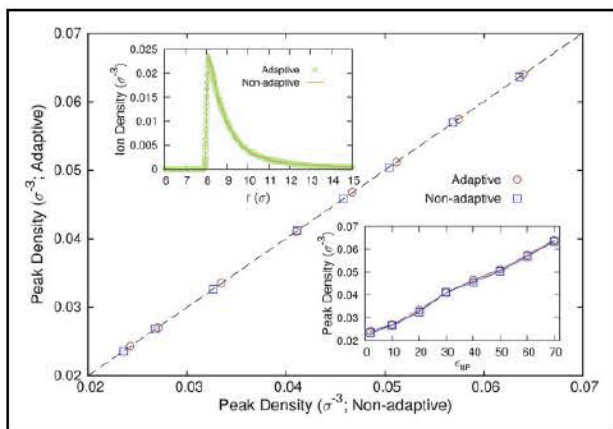 0.07
0.06
0.05
0.04
0.03
0.02
0.02
0.03
0.04
0.05
0.06
0.07
Peak Density (σ⁻³; Adaptive)
Peak Density (σ⁻³; Non-adaptive)
Adaptive
Non-adaptive
0.025
0.02
0.015
0.01
0.005
0
6 7 8 9 10 11 12 13 14 15
Ion Density (σ⁻³)
r (σ)
Adaptive
Non-adaptive
0.07
0.06
0.05
0.04
0.03
0.02
0 10 20 30 40 50 60 70
Peak
Density (σ⁻³)
ϵNP